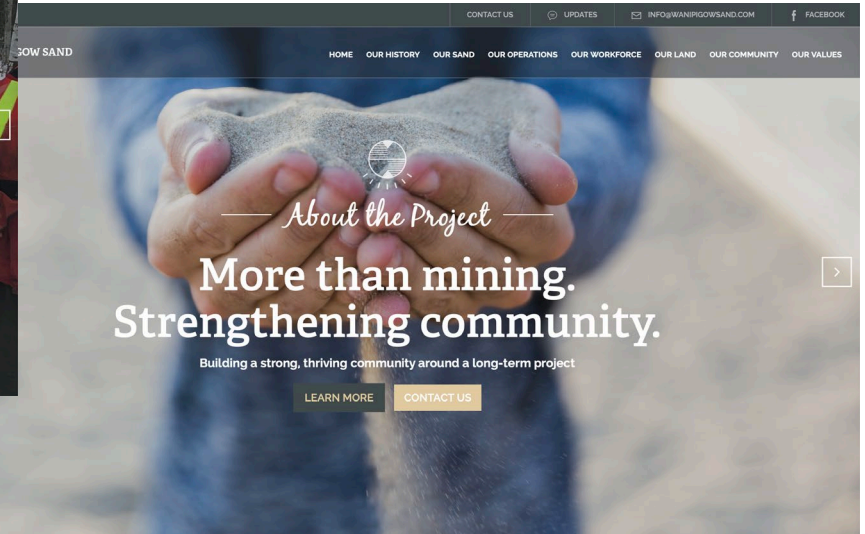 CONTACT US UPDATES INFO@WANIPIGOWSAND.COM FACEBOOK
GOW SAND HOME OUR HISTORY OUR SAND OUR OPERATIONS OUR WORKFORCE OUR LAND OUR COMMUNITY OUR VALUES
About the Project
More than mining.
Strengthening community.
Building a strong, thriving community around a long-term project
LEARN MORE CONTACT US